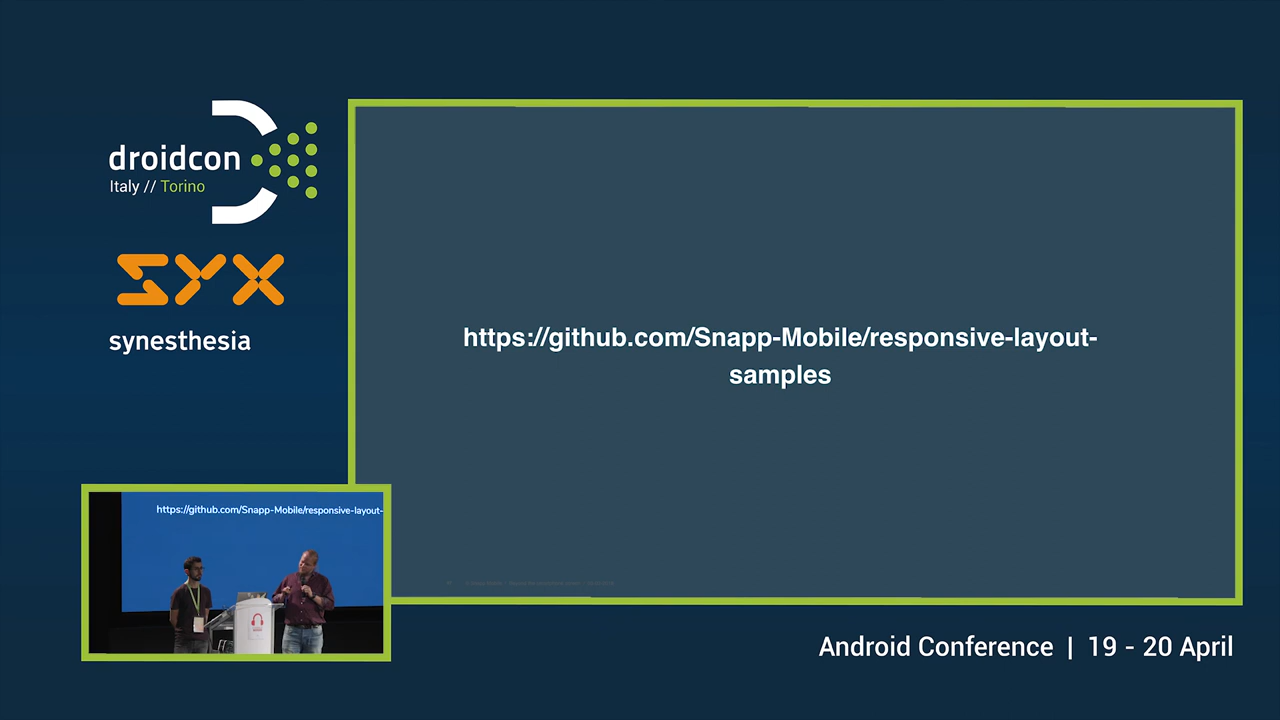 droidcon
Italy // Torino
SYX
synesthesia
https://github.com/Snapp-Mobile/responsive-layout-
samples
https://github.com/Snapp-Mobile/responsive-layout-
Android Conference | 19 - 20 April